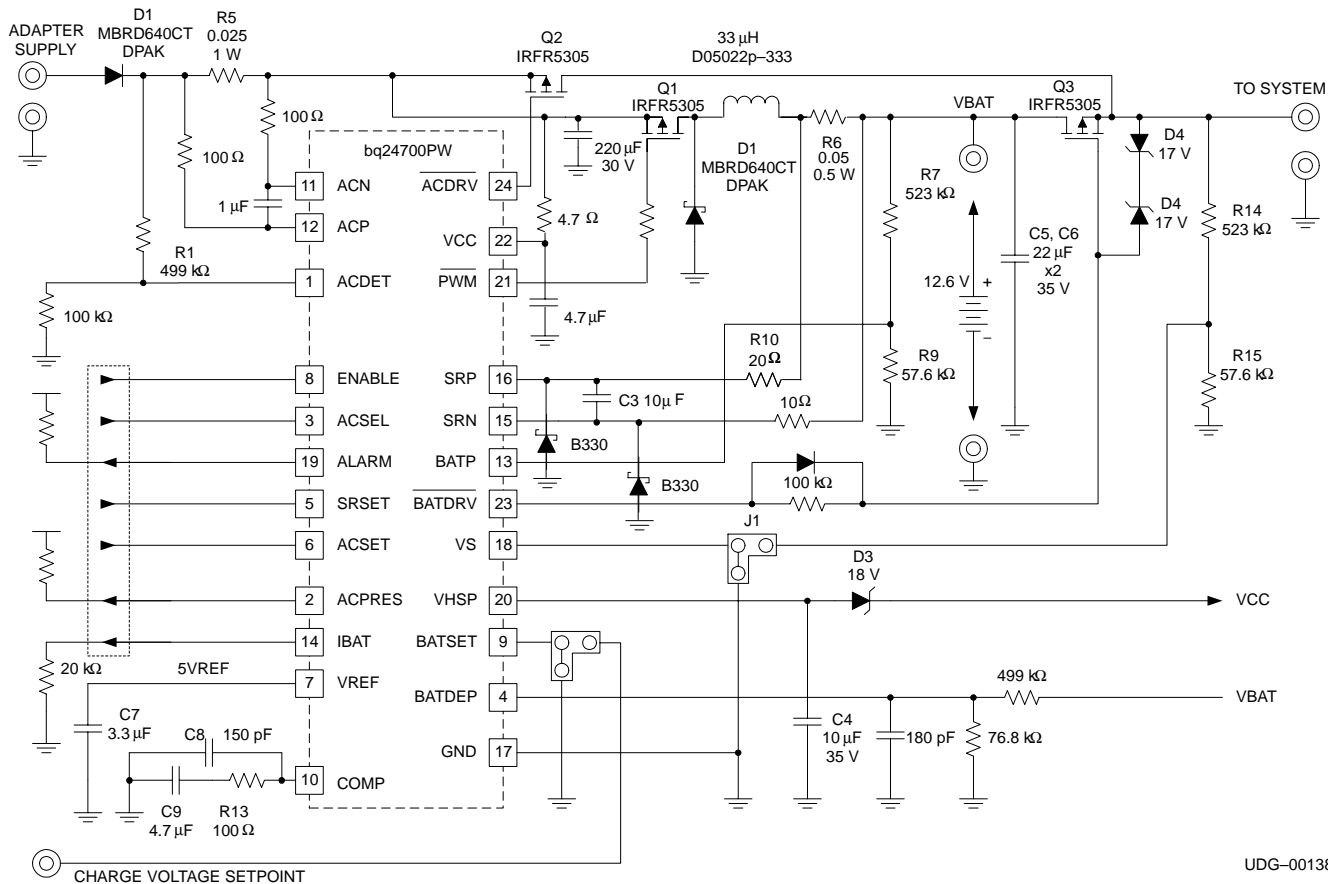 ADAPTER
SUPPLY
D1
MBRD640CT
DPAK
R5
0.025
1 W
Q2
IRFR5305
33 µH
D05022p–333
Q1
IRFR5305
VBAT
Q3
IRFR5305
TO SYSTEM
100 Ω
100 Ω
1 µF
R1
499 kΩ
100 kΩ
bq24700PW
220 µF
30 V
4.7 Ω
4.7 µF
D1
MBRD640CT
DPAK
R6
0.05
0.5 W
R7
523 kΩ
R9
57.6 kΩ
12.6 V
+
–
C5, C6
22 µF
x2
35 V
D4
17 V
D4
17 V
R14
523 kΩ
R15
57.6 kΩ
11 ACN
12 ACP
1 ACDET
8 ENABLE
3 ACSEL
19 ALARM
5 SRSET
6 ACSET
2 ACPRES
14 IBAT
7 VREF
10 COMP
ACDRV 24
VCC 22
PWM 21
SRP 16
SRN 15
BATP 13
BATDRV 23
VS 18
VHSP 20
BATSET 9
BATDEP 4
GND 17
R10
20 Ω
C3 10µ F
10 Ω
B330
B330
100 kΩ
J1
D3
18 V
VCC
499 kΩ
VBAT
C4
10 µF
35 V
180 pF
76.8 kΩ
20 kΩ
5VREF
C7
3.3 µF
C8
150 pF
C9
4.7 µF
R13
100 Ω
CHARGE VOLTAGE SETPOINT
UDG–00138